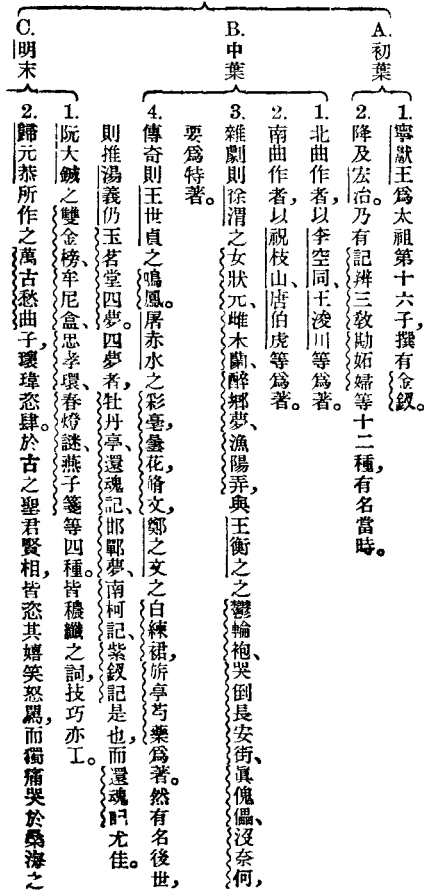 A. 初葉
1. 寧獻王爲太祖第十六子，撰有金釵。
2. 降及宏治。乃有記辨三教勘妬婦等十二種，有名當時。
B. 中葉
1. 北曲作者，以李空同、王浚川等爲著。
2. 南曲作者，以祝枝山、唐伯虎等爲著。
3. 雜劇則徐渭之女狀元、雌木蘭、醉鄉夢、漁陽弄，與王衡之之鬱輪袍、哭倒長安街、眞傀儡、沒奈何，
要爲特著。
4. 傳奇則王世貞之鳴鳳。屠赤水之彩毫，曇花，脩文，鄭之文之白練裙，旂亭芍藥爲著。然有名後世，
則推湯義仍玉茗堂四夢。四夢者，牡丹亭、還魂記、邯鄲夢、南柯記、紫釵記是也，而還魂記尤佳。
C. 明末
1. 阮大鋮之雙金榜、牟尼盒、忠孝環、春燈謎、燕子箋等四種。皆穠纖之詞，技巧亦工。
2. 歸元恭所作之萬古愁曲子，瓌瑋恣肆。於古之聖君賢相，皆恣其嬉笑怒罵，而獨痛哭於桑海之